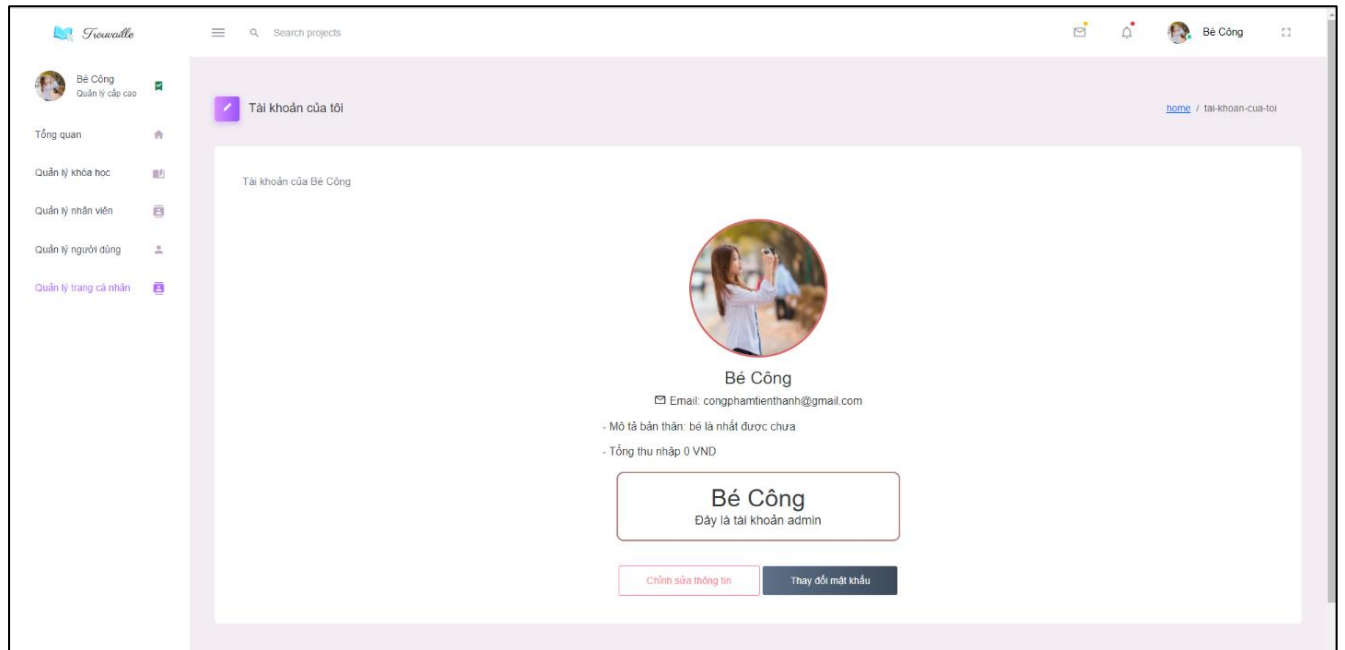 Trouvaille
Search projects
Bé Công
Bé Công
Quản lý cấp cao
Tổng quan
Quản lý khóa học
Quản lý nhân viên
Quản lý người dùng
Quản lý trang cá nhân
Tài khoản của tôi
home / tai-khoan-cua-toi
Tài khoản của Bé Công
Bé Công
Email: congphamtienthanh@gmail.com
- Mô tả bản thân: bé là nhất được chưa
- Tổng thu nhập 0 VND
Bé Công
Đây là tài khoản admin
Chỉnh sửa thông tin
Thay đổi mật khẩu